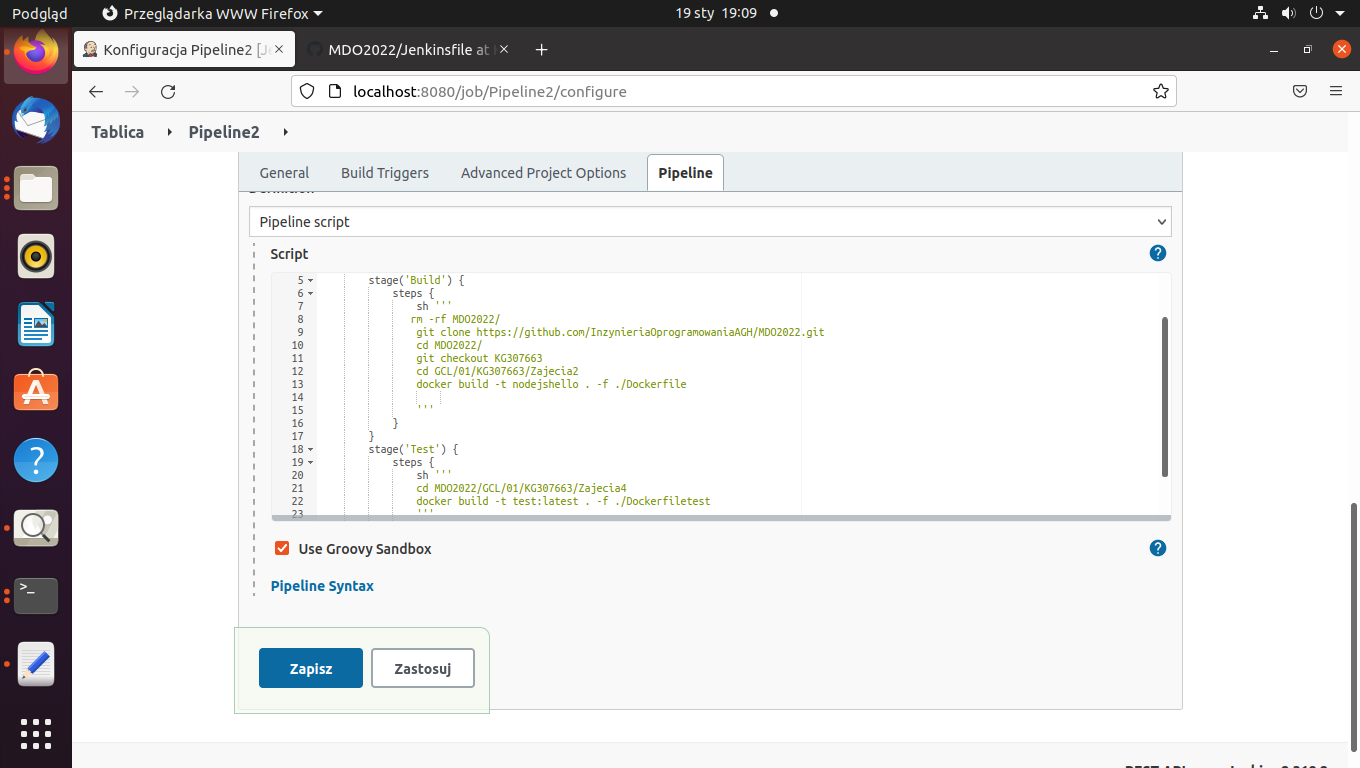 Podgląd Przeglądarka WWW Firefox 19 sty 19:09
Konfiguracja Pipeline2 [Je MDO2022/Jenkinsfile at
localhost:8080/job/Pipeline2/configure
Tablica Pipeline2
General Build Triggers Advanced Project Options Pipeline
Definition
Pipeline script
Script
5 stage('Build') {
6 steps {
7 sh '''
8 rm -rf MDO2022/
9 git clone https://github.com/InzynieriaOprogramowaniaAGH/MDO2022.git
10 cd MDO2022/
11 git checkout KG307663
12 cd GCL/01/KG307663/Zajecia2
13 docker build -t nodejshello . -f ./Dockerfile
14
15 '''
16 }
17 }
18 stage('Test') {
19 steps {
20 sh '''
21 cd MDO2022/GCL/01/KG307663/Zajecia4
22 docker build -t test:latest . -f ./Dockerfiletest
23 '''
Use Groovy Sandbox
Pipeline Syntax
Zapisz Zastosuj